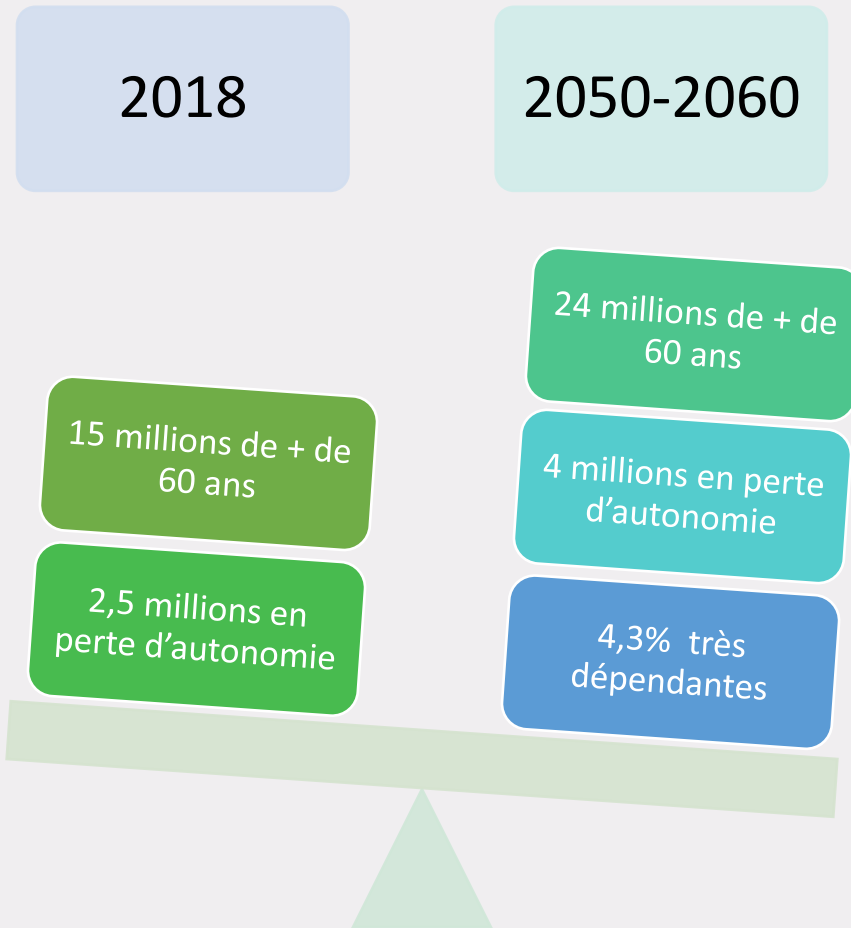 2018
2050-2060
15 millions de + de
60 ans
2,5 millions en
perte d’autonomie
24 millions de + de
60 ans
4 millions en perte
d’autonomie
4,3% très
dépendantes